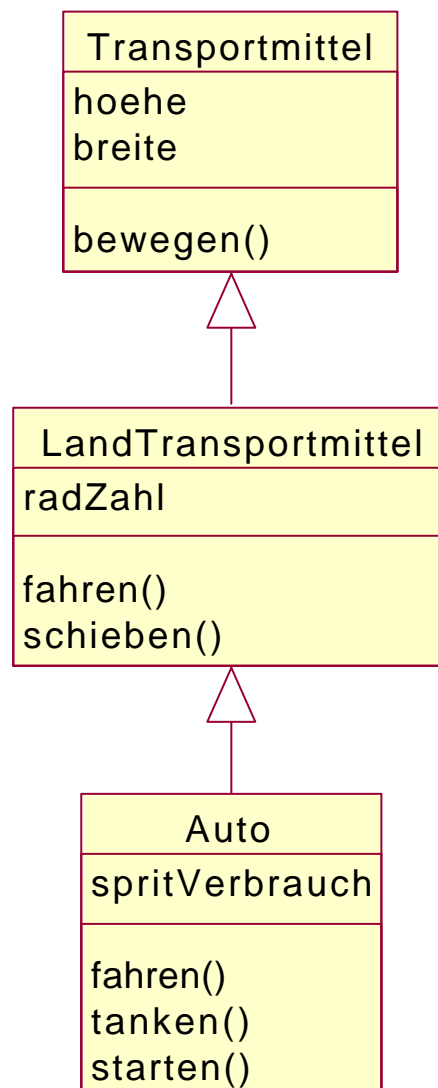 Transportmittel
hoehe
breite
bewegen()
LandTransportmittel
radZahl
fahren()
schieben()
Auto
spritVerbrauch
fahren()
tanken()
starten()